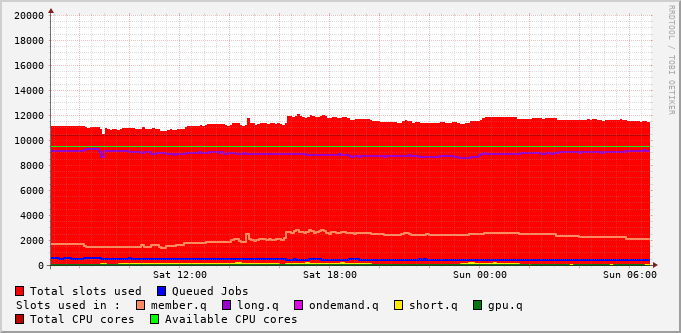 20000
18000
16000
14000
12000
10000
8000
6000
4000
2000
0
Sat 12:00 Sat 18:00 Sun 00:00 Sun 06:00
Total slots used Queued Jobs
Slots used in : member.q long.q ondemand.q short.q gpu.q
Total CPU cores Available CPU cores
RRDTOOL / TOBI OETIKER